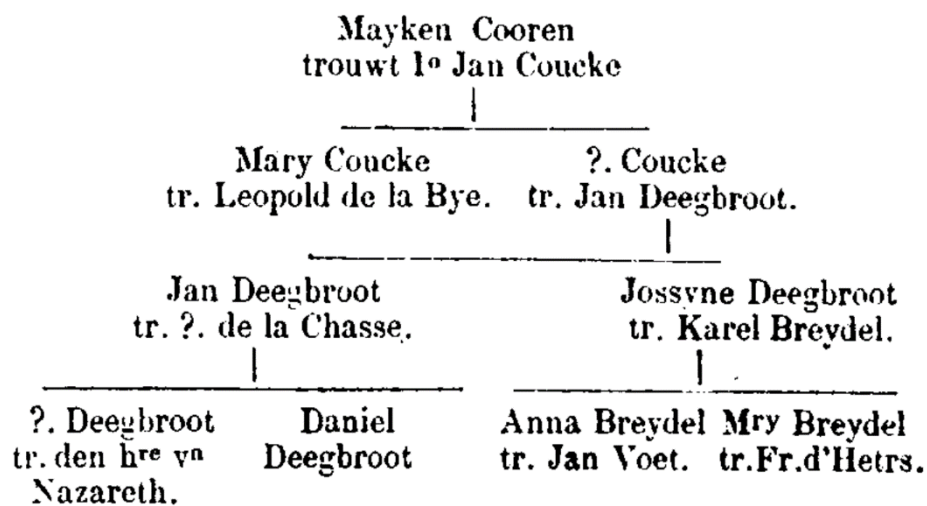 Mayken Cooren
trouwt 1º Jan Coucke
Mary Coucke
tr. Leopold de la Bye.
?. Coucke
tr. Jan Deegbroot.
Jan Deegbroot
tr. ?. de la Chasse.
Jossyne Deegbroot
tr. Karel Breydel.
?. Deegbroot
tr. den hre vn
Nazareth.
Daniel
Deegbroot
Anna Breydel
tr. Jan Voet.
Mry Breydel
tr. Fr. d'Hetrs.